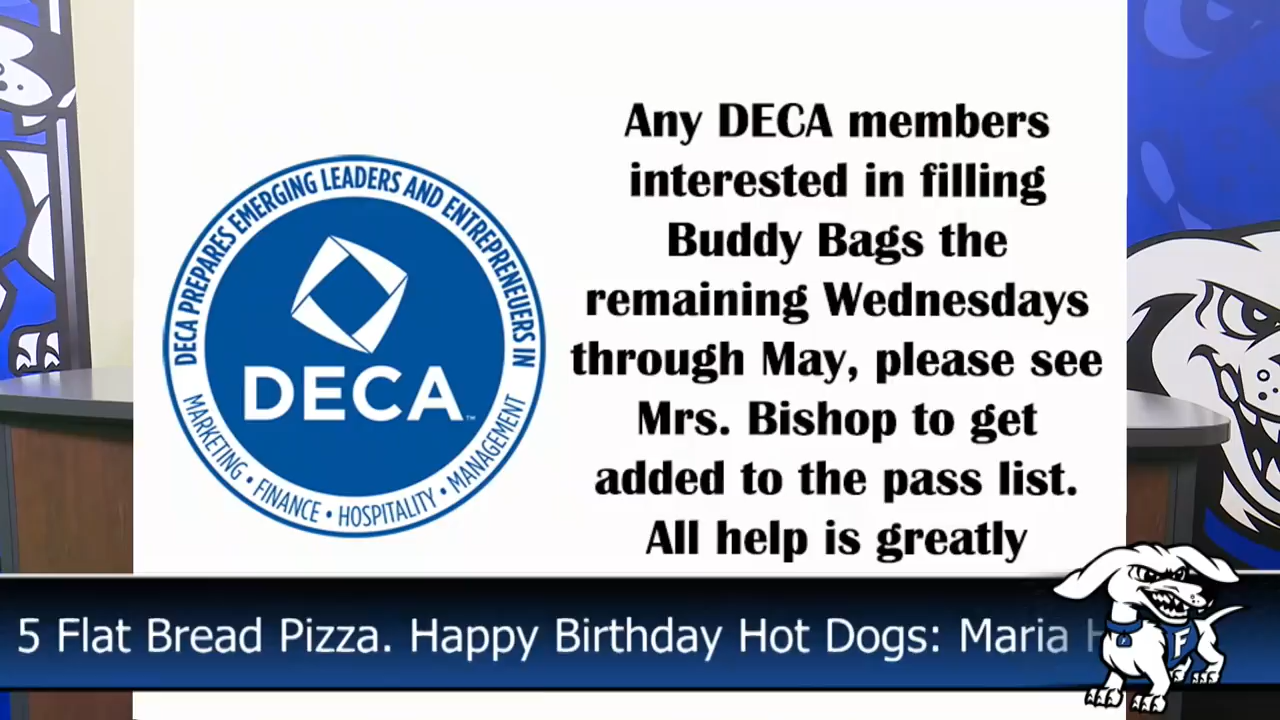 DECA PREPARES EMERGING LEADERS AND ENTREPRENEURS IN
DECA™
MARKETING • FINANCE • HOSPITALITY • MANAGEMENT
Any DECA members
interested in filling
Buddy Bags the
remaining Wednesdays
through May, please see
Mrs. Bishop to get
added to the pass list.
All help is greatly
5 Flat Bread Pizza. Happy Birthday Hot Dogs: Maria H
F